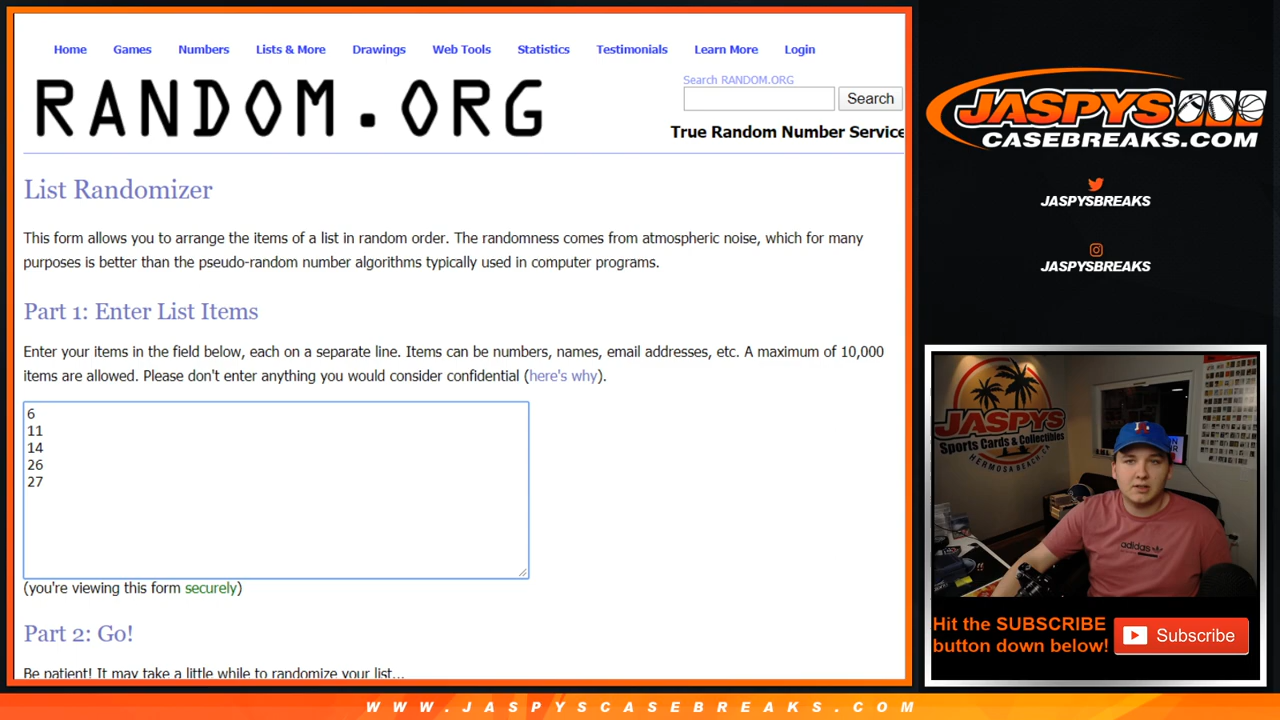 Home Games Numbers Lists & More Drawings Web Tools Statistics Testimonials Learn More Login
RANDOM.ORG
Search RANDOM.ORG
Search
True Random Number Service
List Randomizer
This form allows you to arrange the items of a list in random order. The randomness comes from atmospheric noise, which for many
purposes is better than the pseudo-random number algorithms typically used in computer programs.
Part 1: Enter List Items
Enter your items in the field below, each on a separate line. Items can be numbers, names, email addresses, etc. A maximum of 10,000
items are allowed. Please don't enter anything you would consider confidential (here's why).
6
11
14
26
27
(you're viewing this form securely)
Part 2: Go!
Be patient! It may take a little while to randomize your list...
JASPYS
CASEBREAKS.COM
JASPYSBREAKS
JASPYSBREAKS
JASPYS
Sports Cards & Collectibles
HERMOSA BEACH, CA
adidas
Hit the SUBSCRIBE
button down below!
Subscribe
WWW.JASPYSCASEBREAKS.COM